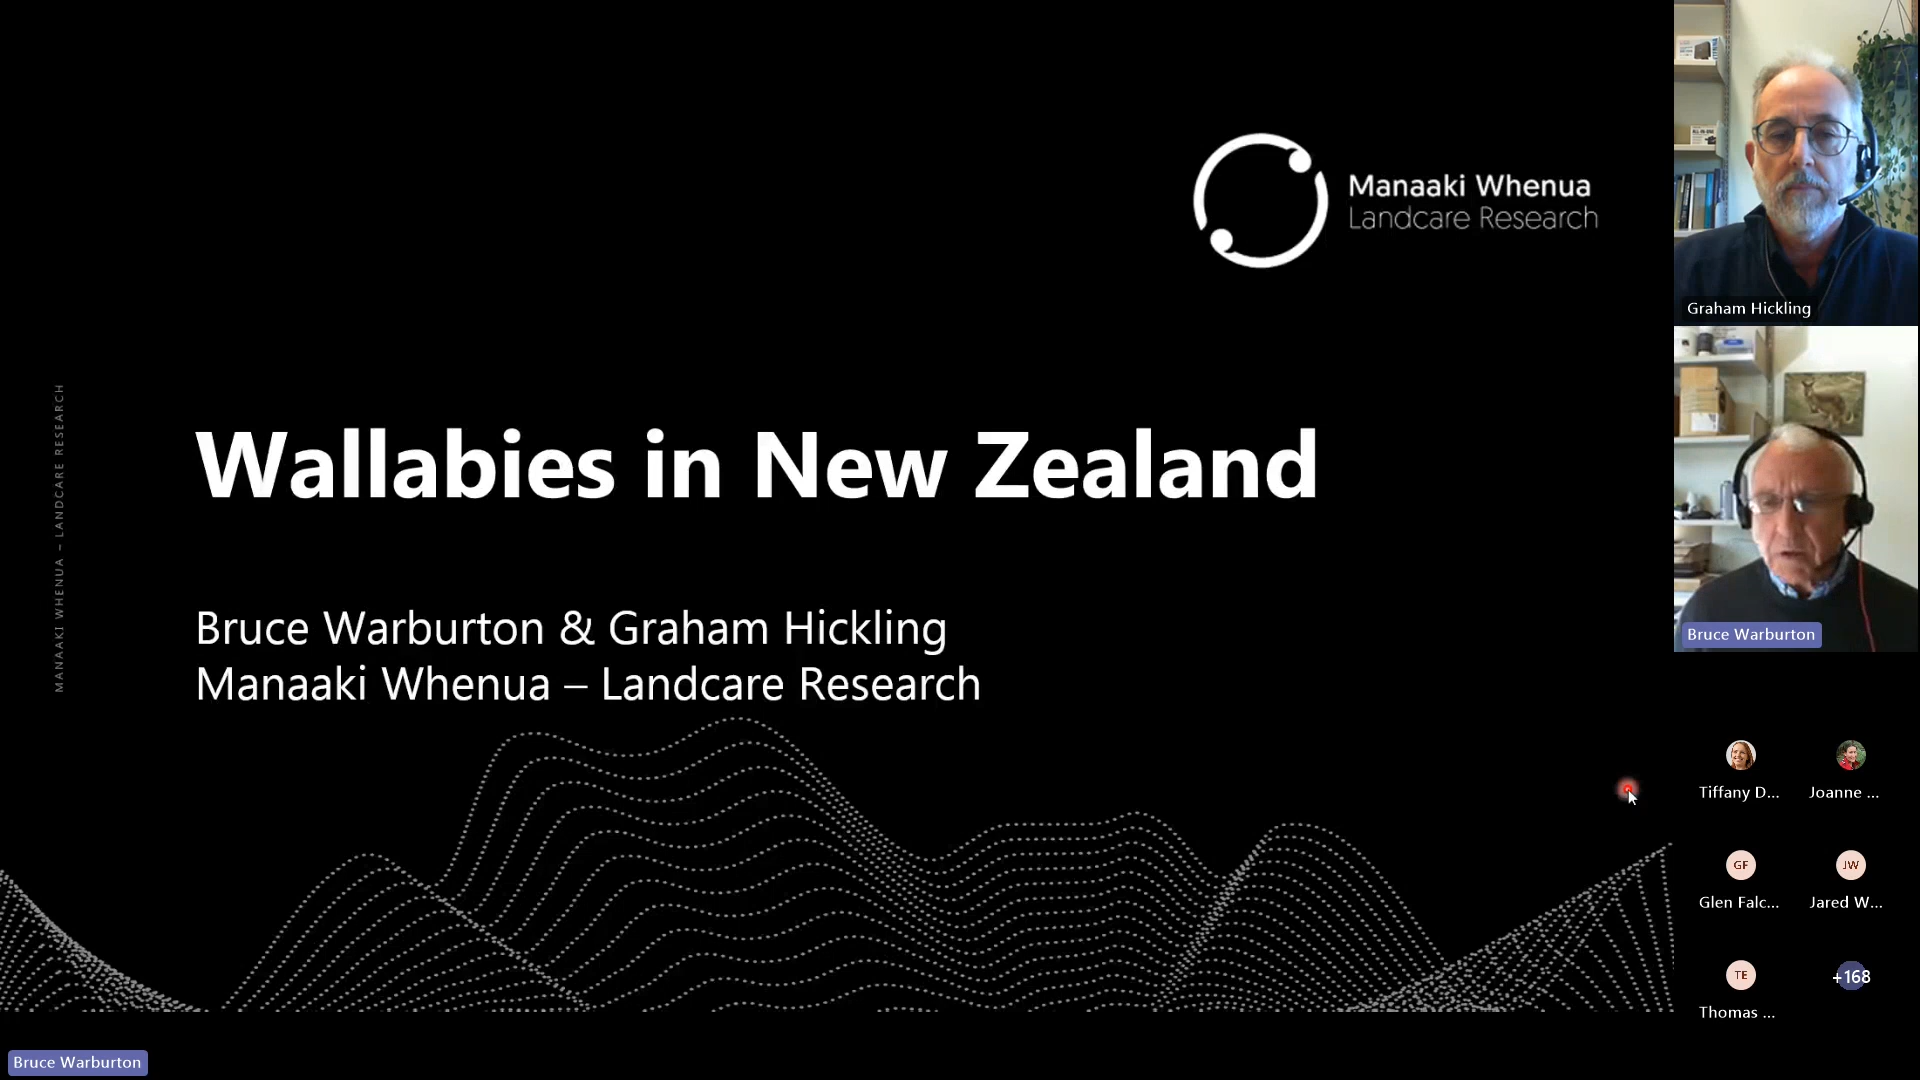 Manaaki Whenua
Landcare Research
MANAAKI WHENUA – LANDCARE RESEARCH
Wallabies in New Zealand
Bruce Warburton & Graham Hickling
Manaaki Whenua – Landcare Research
Graham Hickling
Bruce Warburton
Tiffany D...
Joanne ...
GF
JW
Glen Falc...
Jared W...
TE
+168
Thomas ...
Bruce Warburton